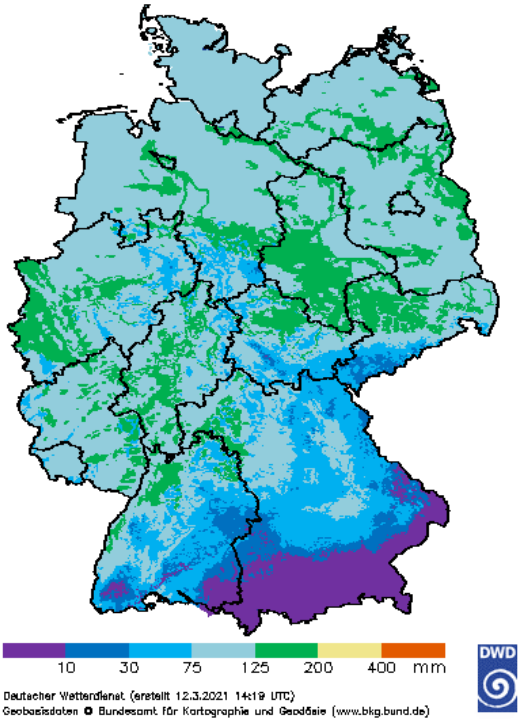 10 30 75 125 200 400 mm
DWD
Deutscher Wetterdienst (erstellt 12.3.2021 14:19 UTC)
Geobasisdaten © Bundesamt für Kartographie und Geodäsie (www.bkg.bund.de)